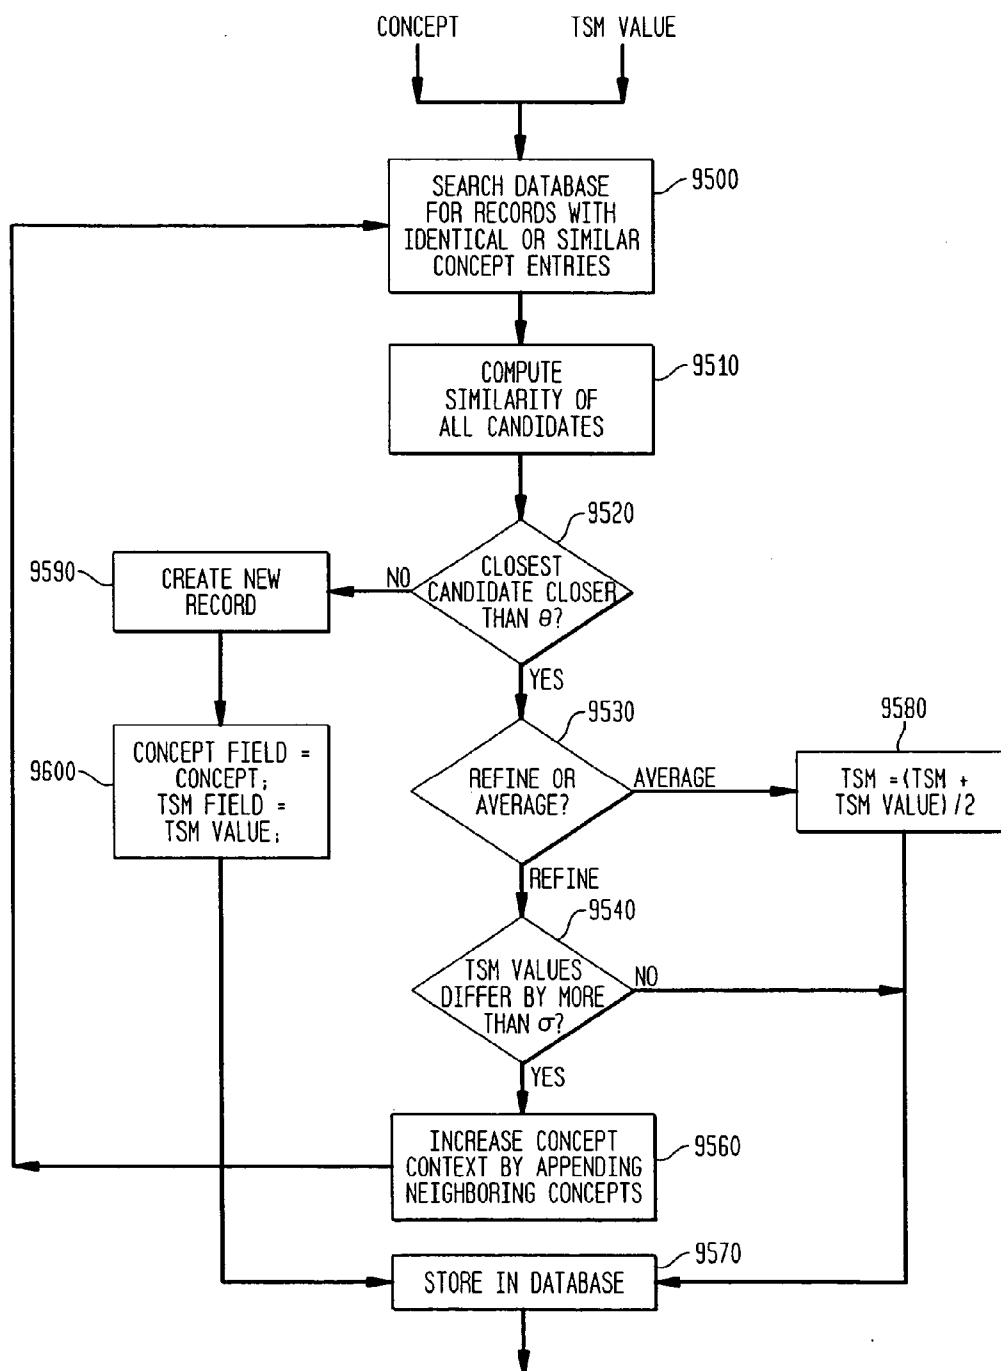 CONCEPT
TSM VALUE
SEARCH DATABASE
FOR RECORDS WITH
IDENTICAL OR SIMILAR
CONCEPT ENTRIES
9500
COMPUTE
SIMILARITY OF
ALL CANDIDATES
9510
CLOSEST
CANDIDATE CLOSER
THAN θ?
9520
NO
9590
CREATE NEW
RECORD
YES
9600
CONCEPT FIELD =
CONCEPT;
TSM FIELD =
TSM VALUE;
REFINE OR
AVERAGE?
9530
AVERAGE
9580
TSM =(TSM +
TSM VALUE)/2
REFINE
9540
TSM VALUES
DIFFER BY MORE
THAN σ?
NO
YES
INCREASE CONCEPT
CONTEXT BY APPENDING
NEIGHBORING CONCEPTS
9560
STORE IN DATABASE
9570